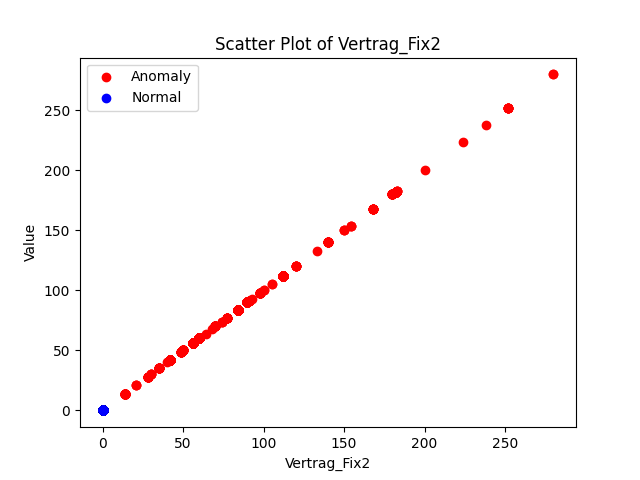 Scatter Plot of Vertrag_Fix2
Anomaly
Normal
Value
250
200
150
100
50
0
0 50 100 150 200 250
Vertrag_Fix2